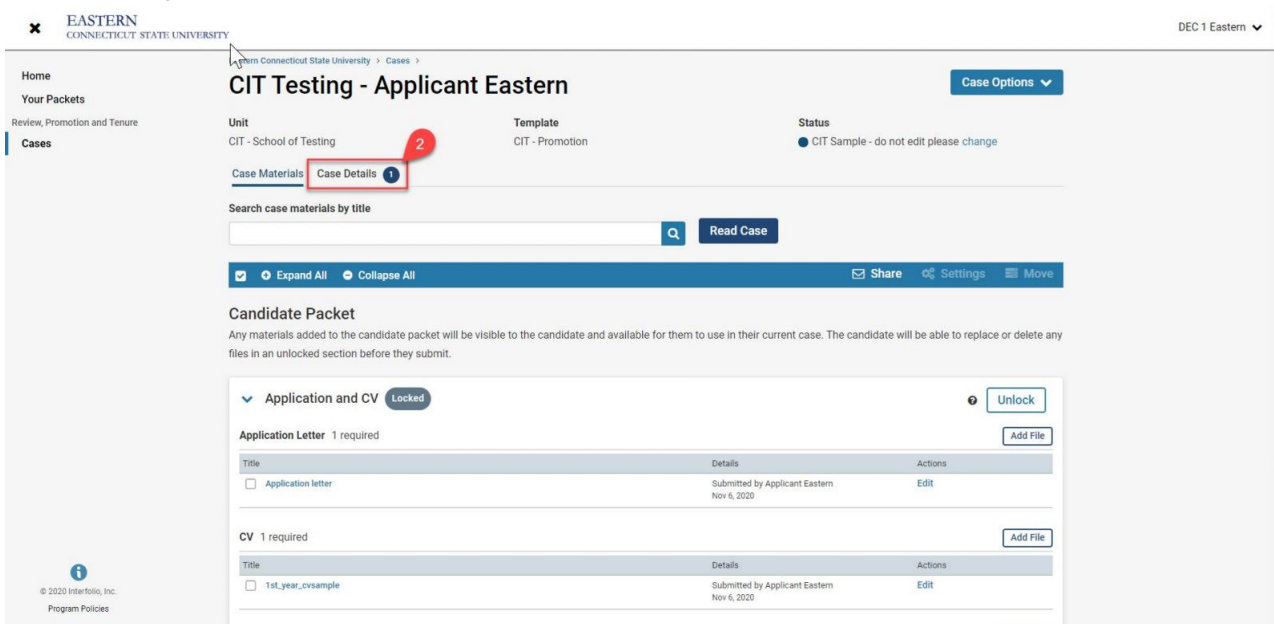 EASTERN
CONNECTICUT STATE UNIVERSITY
DEC 1 Eastern
Home
Your Packets
Review, Promotion and Tenure
Cases
Eastern Connecticut State University > Cases >
CIT Testing - Applicant Eastern
Case Options
Unit
Template
Status
CIT - School of Testing
CIT - Promotion
CIT Sample - do not edit please change
2
Case Materials Case Details 1
Search case materials by title
Read Case
Expand All Collapse All Share Settings Move
Candidate Packet
Any materials added to the candidate packet will be visible to the candidate and available for them to use in their current case. The candidate will be able to replace or delete any
files in an unlocked section before they submit.
Application and CV Locked
Unlock
Application Letter 1 required
Add File
Title Details Actions
Application letter Submitted by Applicant Eastern Edit
Nov 6, 2020
CV 1 required
Add File
Title Details Actions
1st_year_cvsample Submitted by Applicant Eastern Edit
Nov 6, 2020
© 2020 Interfolio, Inc.
Program Policies